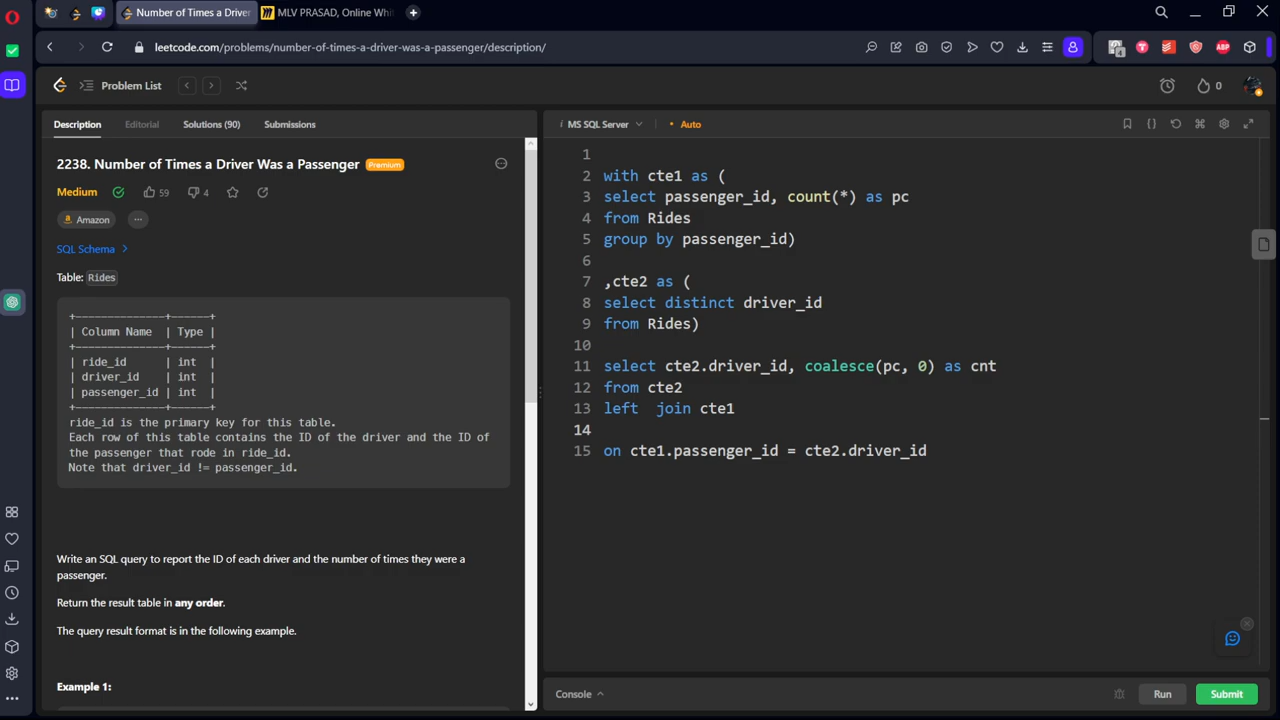 Number of Times a Driver
MLV PRASAD, Online Whi
leetcode.com/problems/number-of-times-a-driver-was-a-passenger/description/
4
ABP
Problem List
0
Description
Editorial
Solutions (90)
Submissions
i MS SQL Server
• Auto
2238. Number of Times a Driver Was a Passenger
Premium
Medium
59
4
Amazon
SQL Schema
Table: Rides
+--------------+------+
| Column Name  | Type |
+--------------+------+
| ride_id      | int  |
| driver_id    | int  |
| passenger_id | int  |
+--------------+------+
ride_id is the primary key for this table.
Each row of this table contains the ID of the driver and the ID of
the passenger that rode in ride_id.
Note that driver_id != passenger_id.
Write an SQL query to report the ID of each driver and the number of times they were a
passenger.
Return the result table in any order.
The query result format is in the following example.
Example 1:
1
2 with cte1 as (
3 select passenger_id, count(*) as pc
4 from Rides
5 group by passenger_id)
6
7 ,cte2 as (
8 select distinct driver_id
9 from Rides)
10
11 select cte2.driver_id, coalesce(pc, 0) as cnt
12 from cte2
13 left  join cte1
14
15 on cte1.passenger_id = cte2.driver_id
Console
Run
Submit